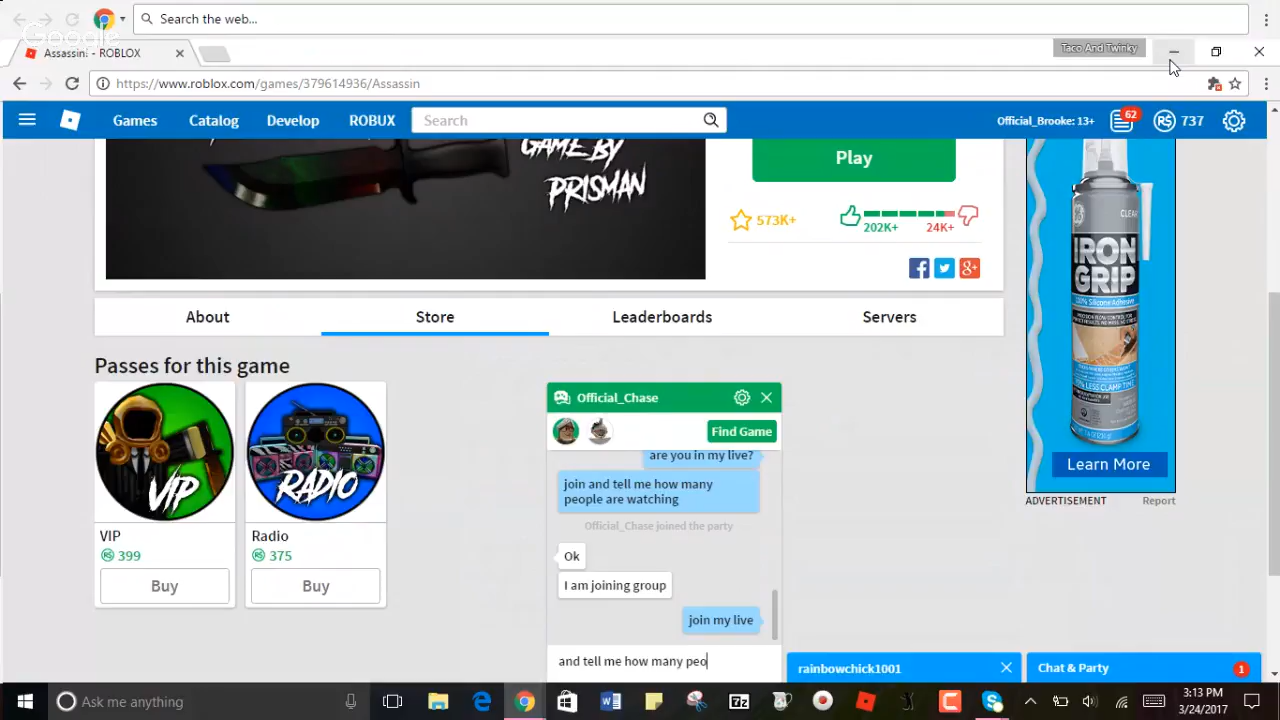 Search the web...
Google
Assassin! - ROBLOX
Taco And Twinky
https://www.roblox.com/games/379614936/Assassin
Games
Catalog
Develop
ROBUX
Search
Official_Brooke: 13+
62
737
GAME BY
PRISMAN
Play
573K+
202K+
24K+
CLEAR
IRON
GRIP
100% Silicone Adhesive
Learn More
ADVERTISEMENT
Report
About
Store
Leaderboards
Servers
Passes for this game
VIP
RADIO
VIP
Radio
399
375
Buy
Buy
Official_Chase
Find Game
are you in my live?
join and tell me how many
people are watching
Official_Chase joined the party
Ok
I am joining group
join my live
and tell me how many peo
rainbowchick1001
Chat & Party
1
Ask me anything
3:13 PM
3/24/2017